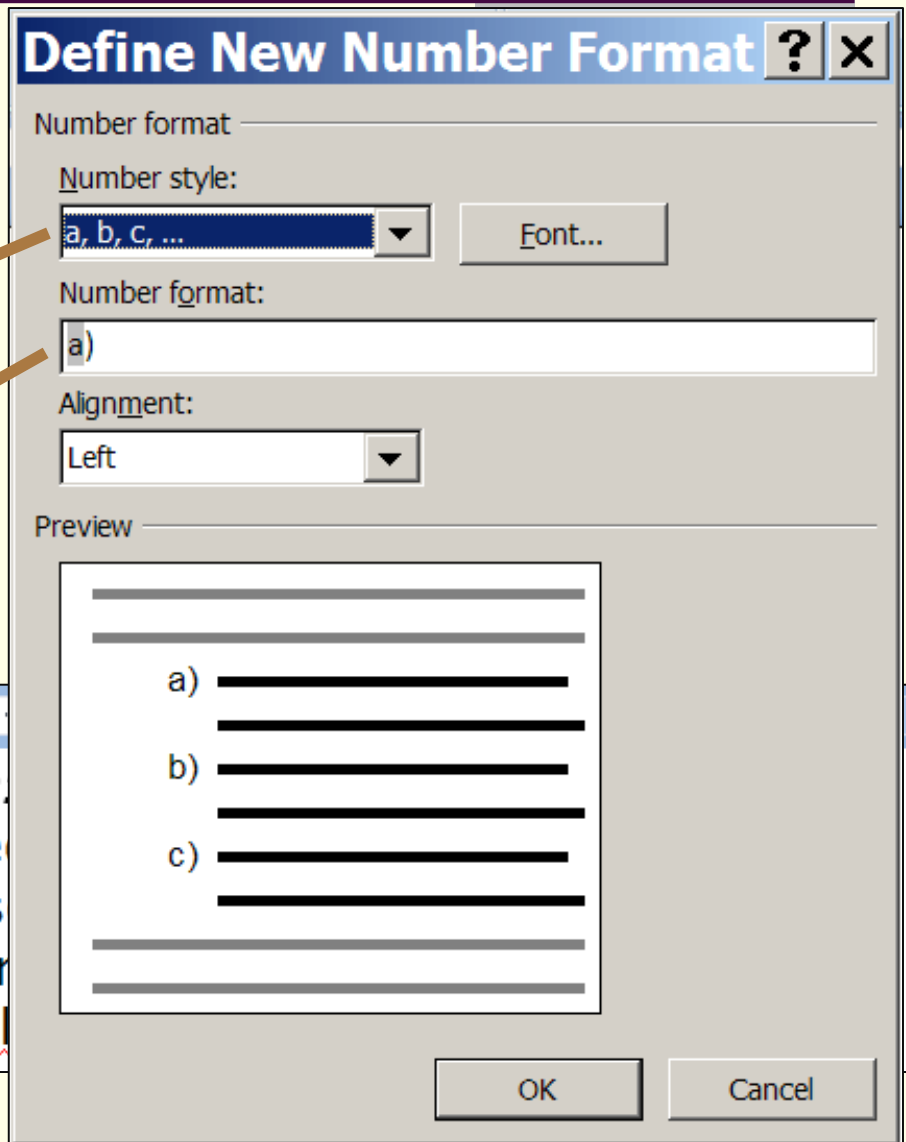 Define New Number Format
Number format
Number style:
a, b, c, ...
Font...
Number format:
a)
Alignment:
Left
Preview
a)
b)
c)
OK
Cancel